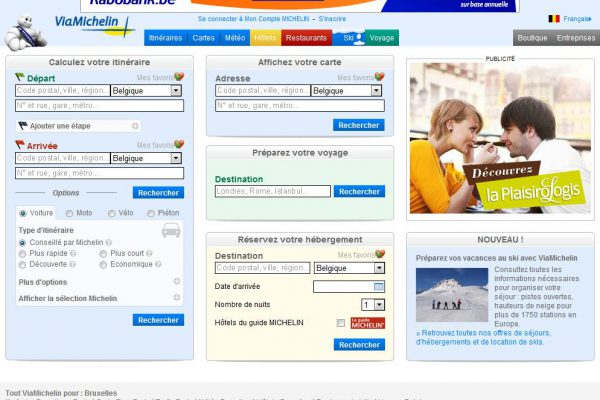 Rabobank.be
sur base annuelle
ViaMichelin
Se connecter à Mon Compte MICHELIN - S'inscrire
Français
Itinéraires Cartes Météo Hôtels Restaurants Ski Voyage
Boutique Entreprises
Calculez votre itinéraire
Départ
Mes favoris
Code postal, ville, région... Belgique
N° et rue, gare, métro...
Ajouter une étape
Arrivée
Mes favoris
Code postal, ville, région... Belgique
N° et rue, gare, métro...
Options
Rechercher
Voiture Moto Vélo Piéton
Type d'itinéraire
Conseillé par Michelin
Plus rapide Plus court
Découverte Economique
Plus d'options
Afficher la sélection Michelin
Rechercher
Affichez votre carte
Adresse
Mes favoris
Code postal, ville, région... Belgique
N° et rue, gare, métro...
Rechercher
Préparez votre voyage
Destination
Londres, Rome, Istanbul...
Rechercher
Réservez votre hébergement
Destination
Mes favoris
Code postal, ville, région... Belgique
Date d'arrivée
Nombre de nuits 1
Hôtels du guide MICHELIN
Le guide MICHELIN
Rechercher
PUBLICITÉ
Découvrez
la PlaisirLogis
NOUVEAU !
Préparez vos vacances au ski avec ViaMichelin
Consultez toutes les
informations nécessaires
pour organiser votre
séjour : pistes ouvertes,
hauteurs de neige pour
plus de 1750 stations en
Europe.
» Retrouvez toutes nos offres de séjours,
d'hébergements et de location de skis.
Tout ViaMichelin pour : Bruxelles